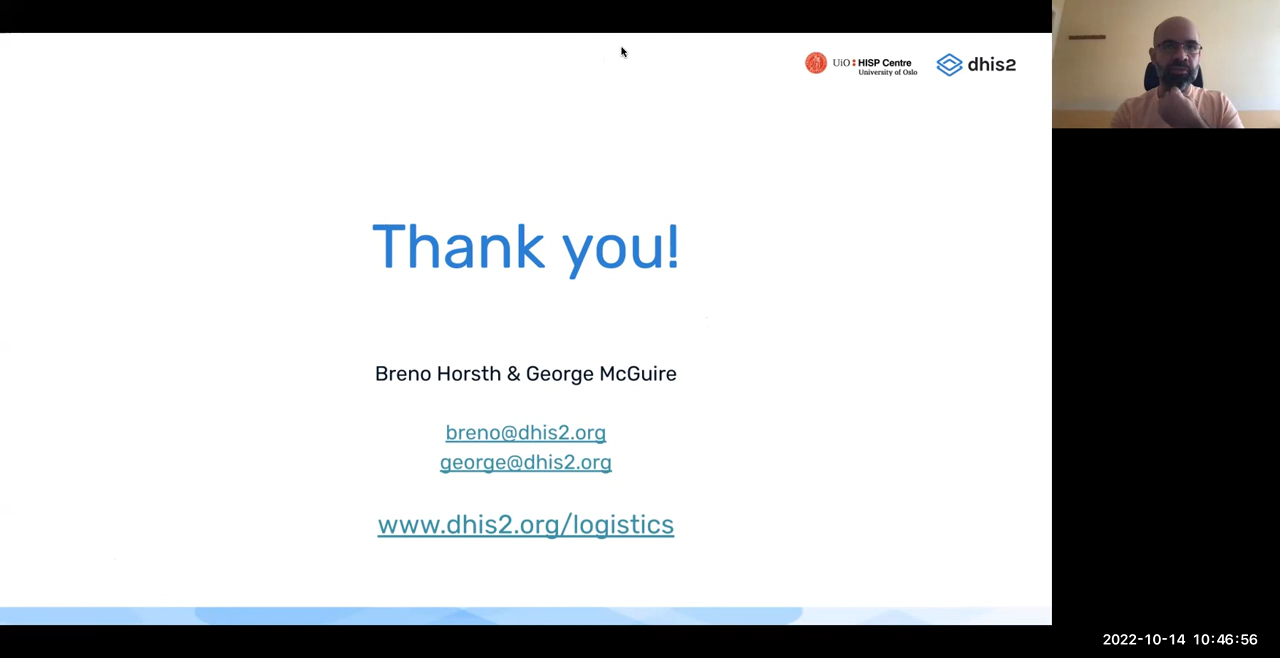 UiO HISP Centre
University of Oslo
dhis2
Thank you!
Breno Horsth & George McGuire
breno@dhis2.org
george@dhis2.org
www.dhis2.org/logistics
2022-10-14 10:46:56